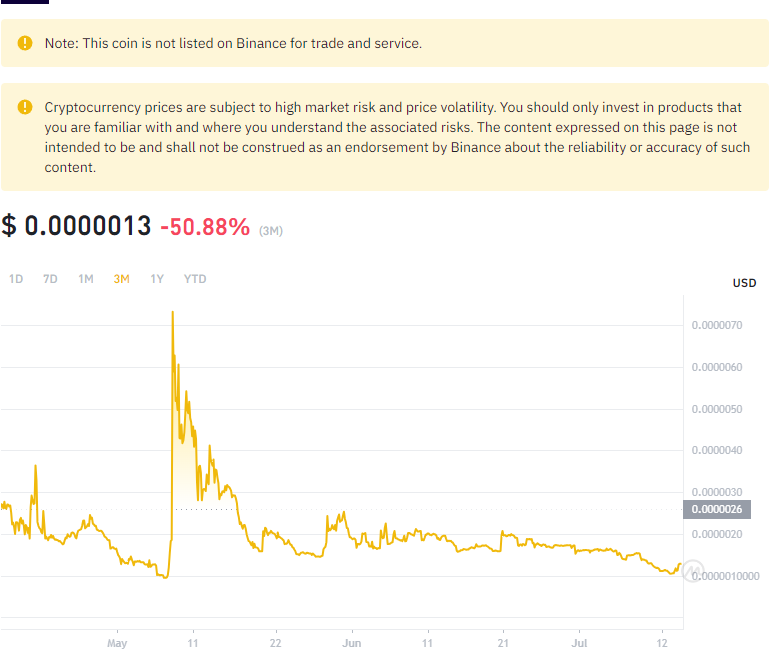 Note: This coin is not listed on Binance for trade and service.
Cryptocurrency prices are subject to high market risk and price volatility. You should only invest in products that
you are familiar with and where you understand the associated risks. The content expressed on this page is not
intended to be and shall not be construed as an endorsement by Binance about the reliability or accuracy of such
content.
$ 0.0000013 -50.88% (3M)
1D 7D 1M 3M 1Y YTD
USD
0.0000070
0.0000060
0.0000050
0.0000040
0.0000030
0.0000026
0.0000020
0.0000010000
May 11 22 Jun 11 21 Jul 12